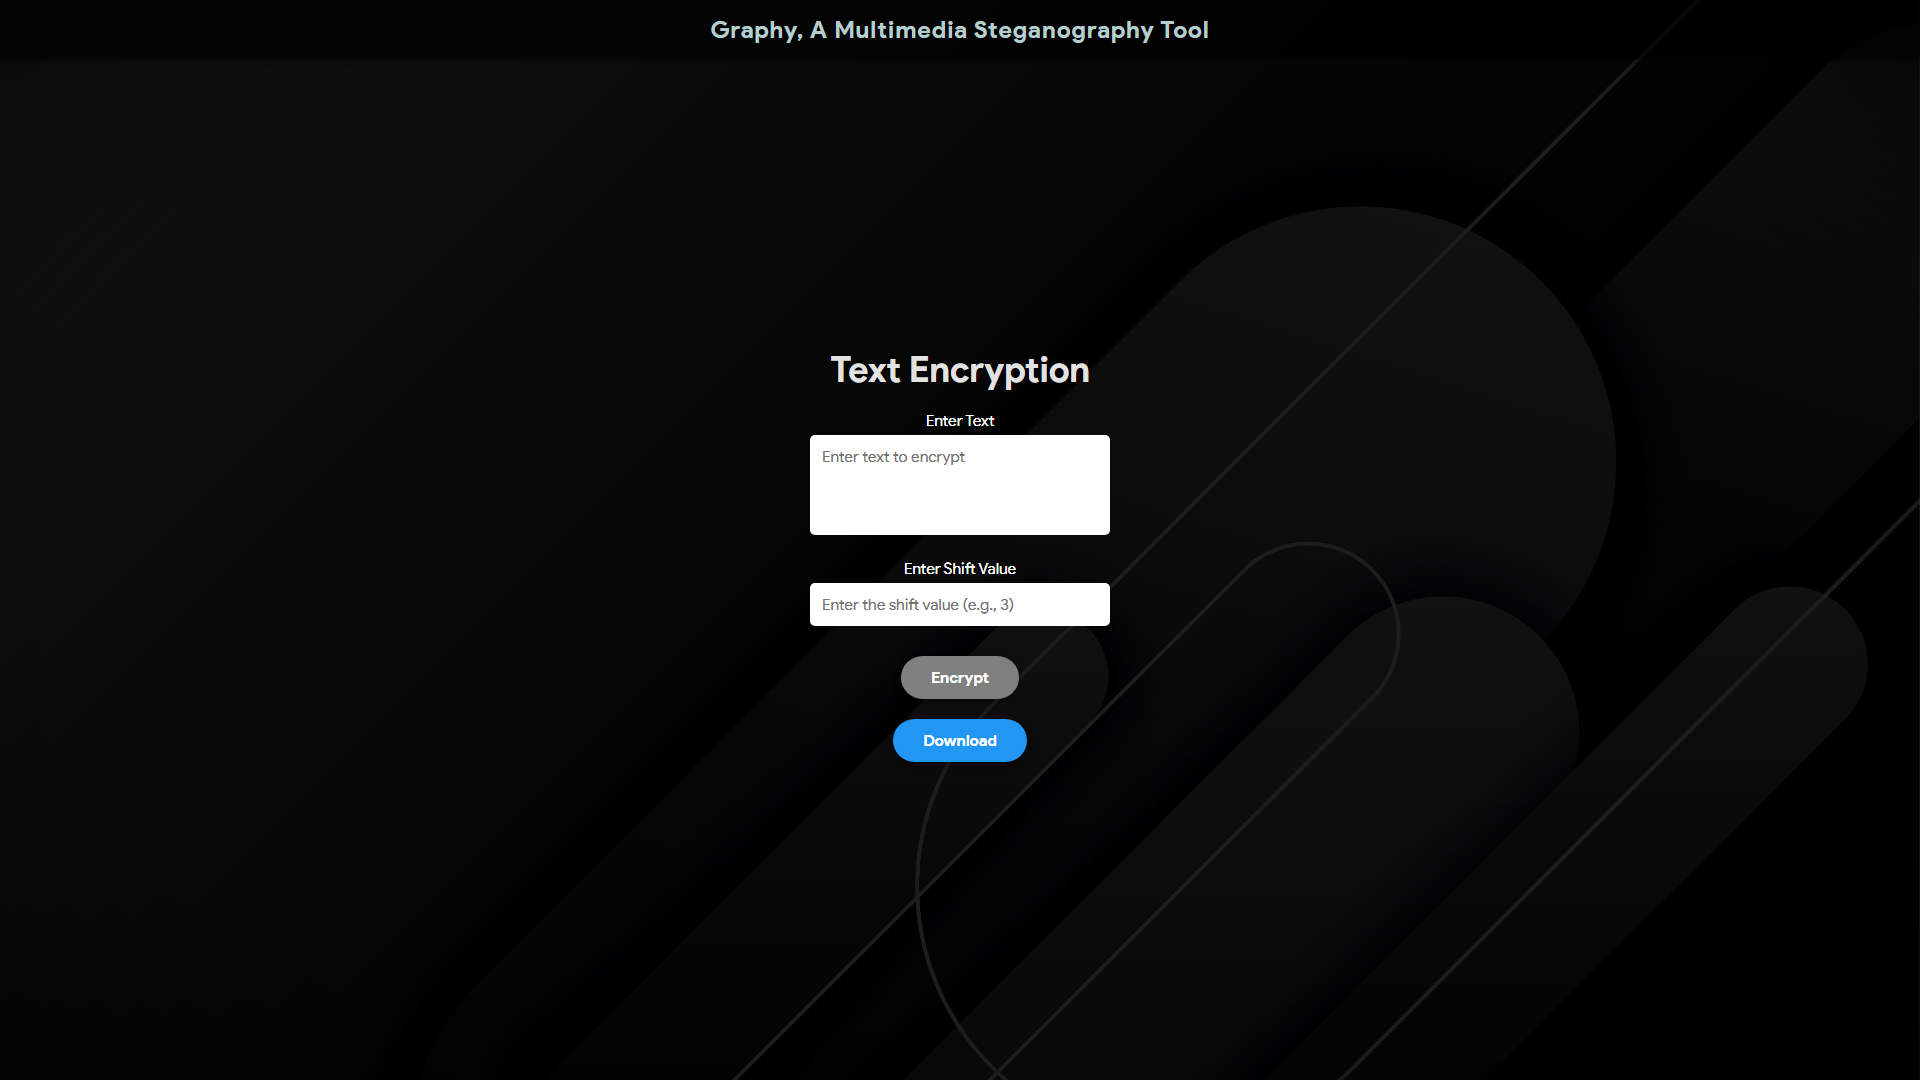 Graphy, A Multimedia Steganography Tool
Text Encryption
Enter Text
Enter text to encrypt
Enter Shift Value
Enter the shift value (e.g., 3)
Encrypt
Download